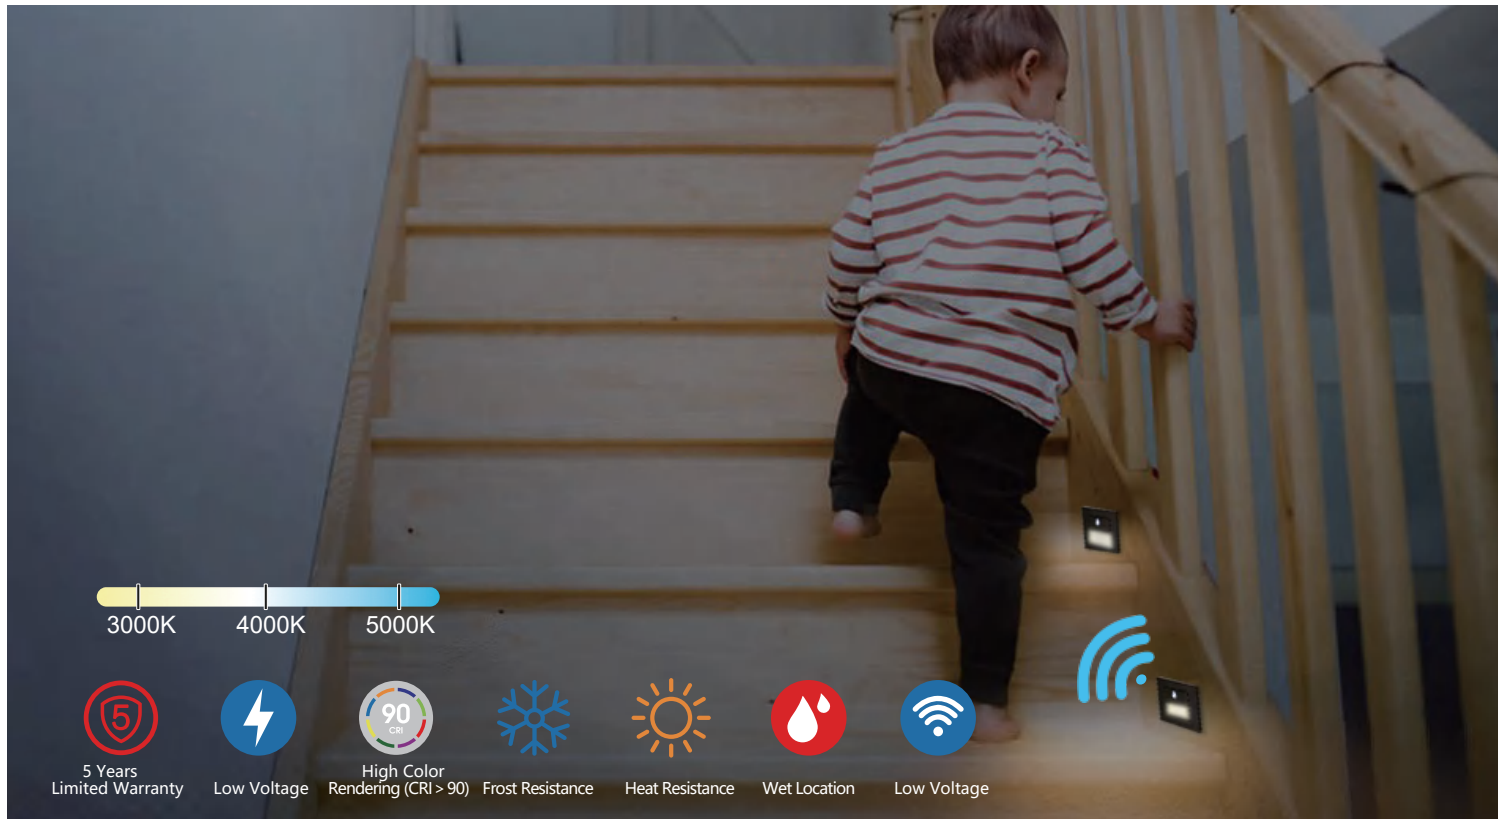 3000K 4000K 5000K
5
90
CRI
5 Years
Limited Warranty
Low Voltage
High Color
Rendering (CRI > 90)
Frost Resistance
Heat Resistance
Wet Location
Low Voltage